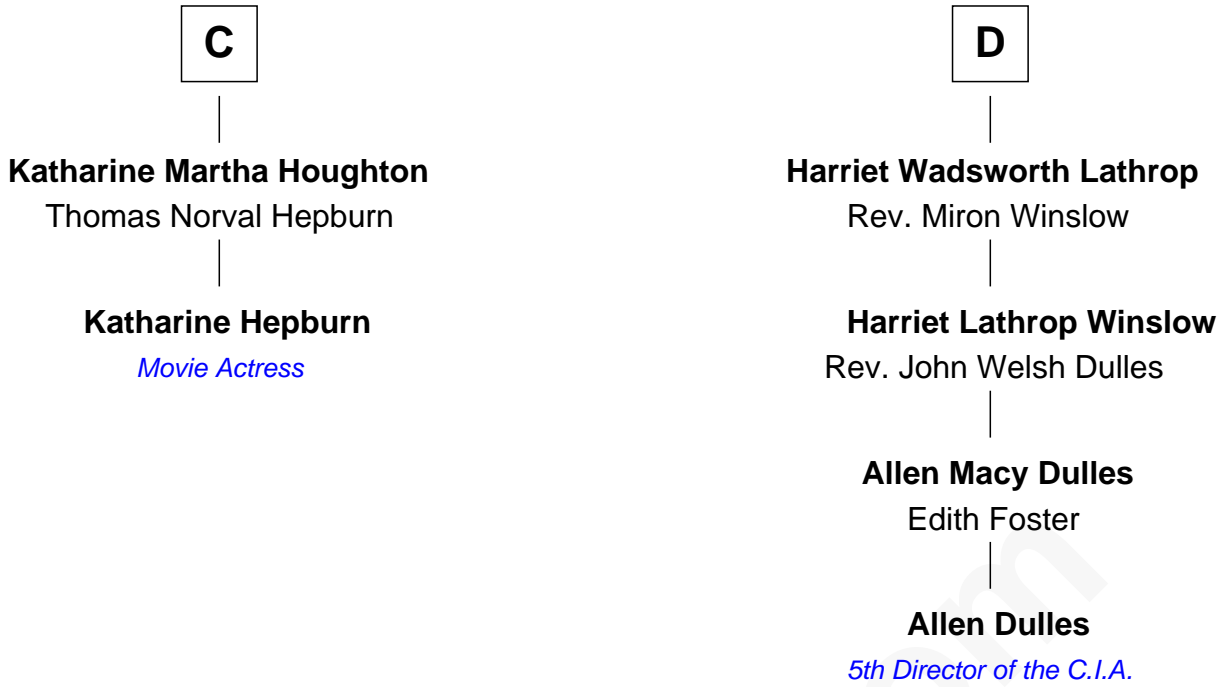 C
Katharine Martha Houghton
Thomas Norval Hepburn
Katharine Hepburn
Movie Actress
D
Harriet Wadsworth Lathrop
Rev. Miron Winslow
Harriet Lathrop Winslow
Rev. John Welsh Dulles
Allen Macy Dulles
Edith Foster
Allen Dulles
5th Director of the C.I.A.